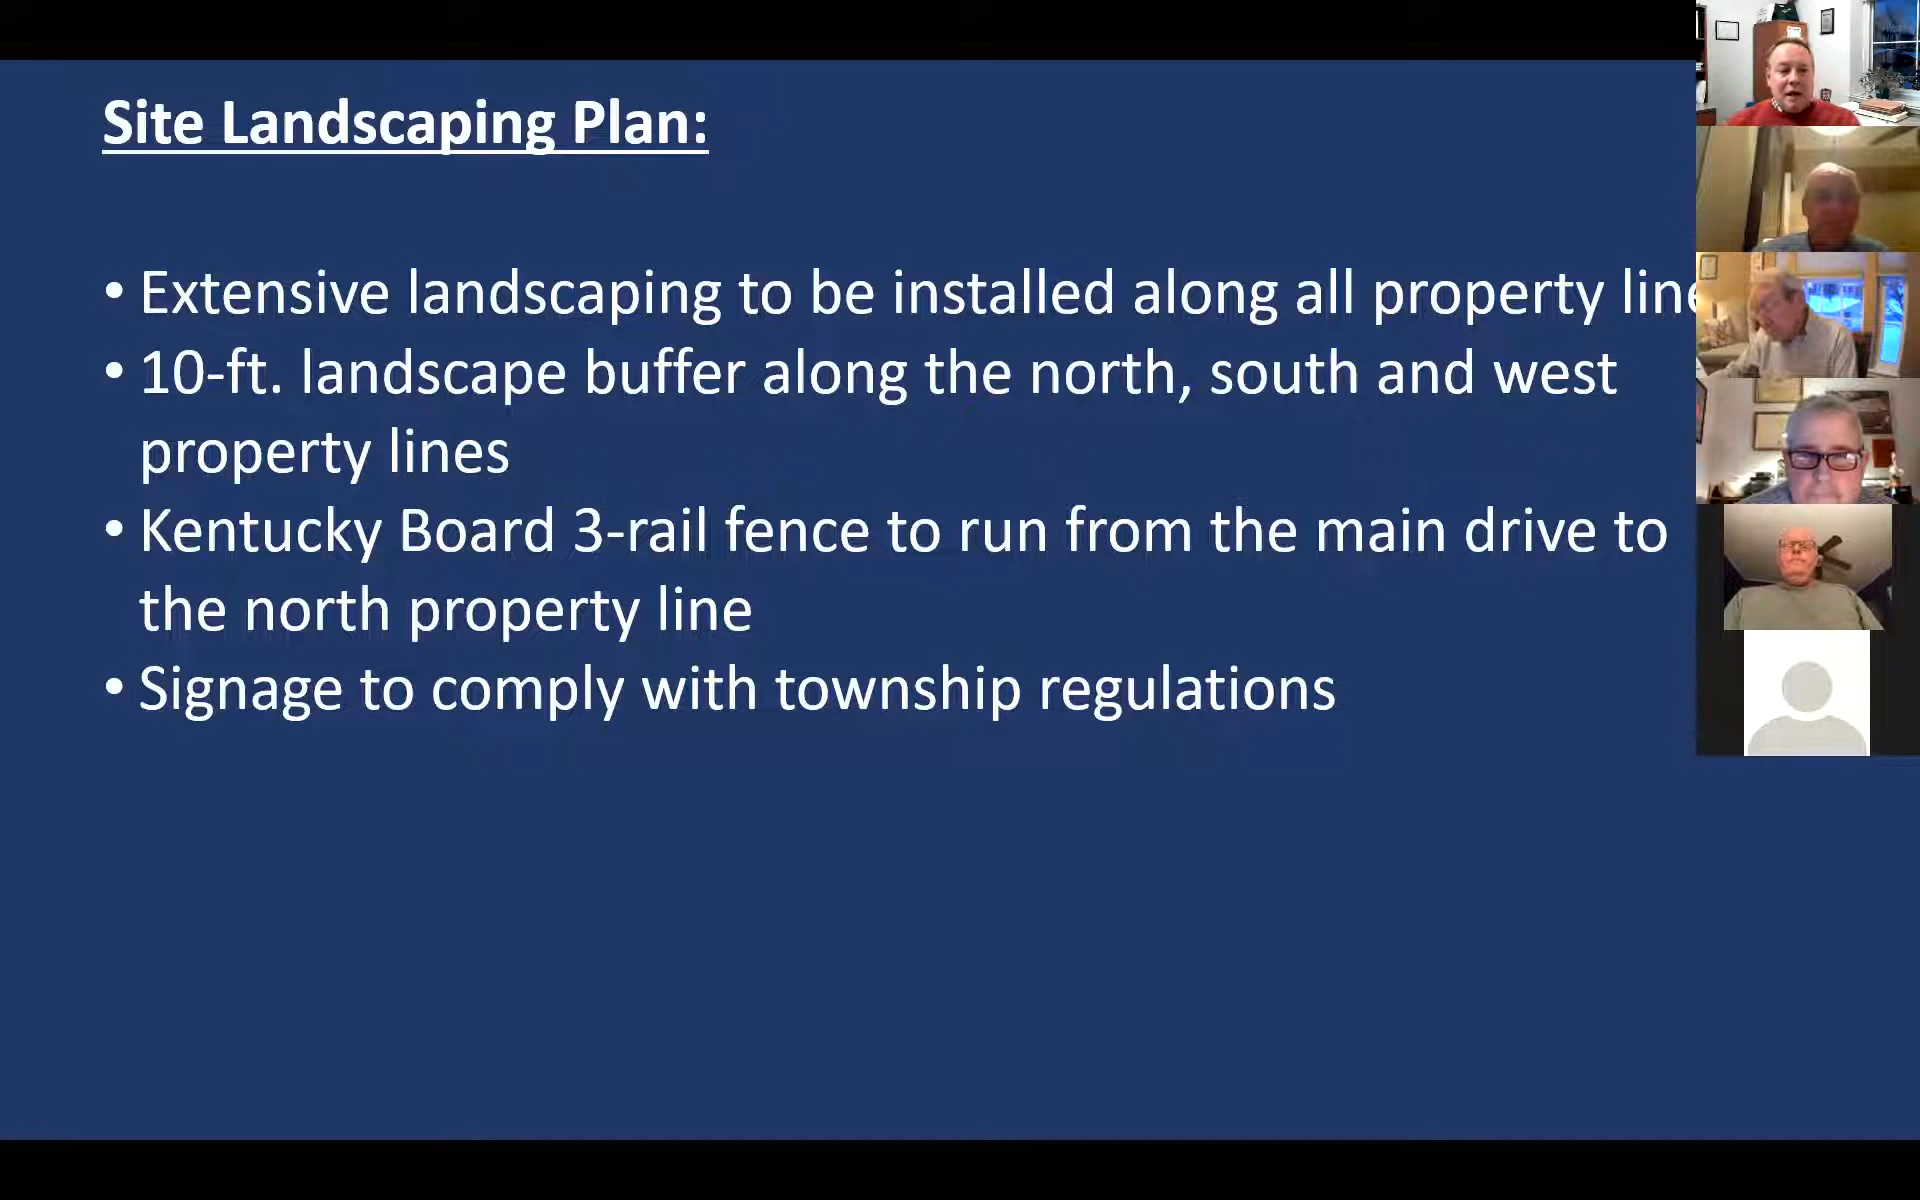 Site Landscaping Plan:
• Extensive landscaping to be installed along all property line
• 10-ft. landscape buffer along the north, south and west
property lines
• Kentucky Board 3-rail fence to run from the main drive to
the north property line
• Signage to comply with township regulations